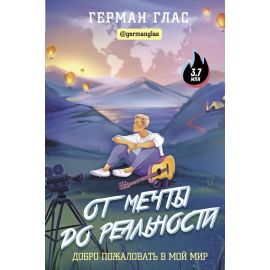 ГЕРМАН ГЛАС
@germanglas
3.7
МЛН
ОТ МЕЧТЫ
ДО РЕАЛЬНОСТИ
ДОБРО ПОЖАЛОВАТЬ В МОЙ МИР